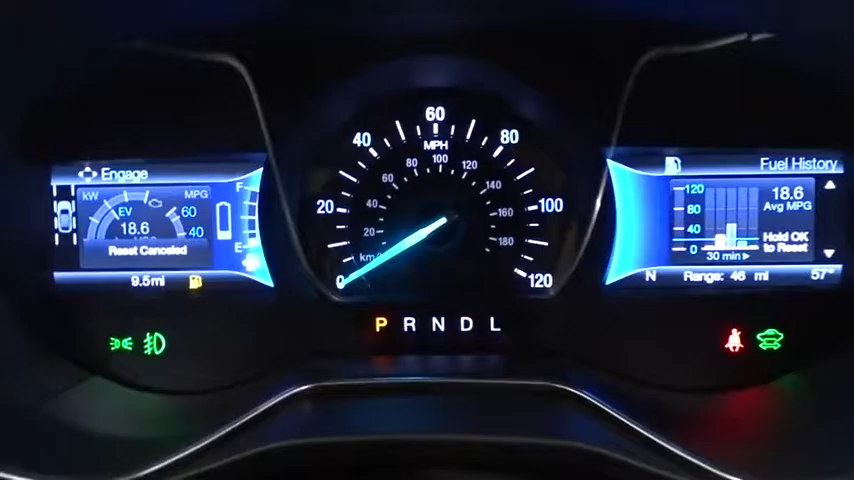 Engage
kW
MPG
EV
60
40
18.6
Reset Canceled
F
E
9.5mi
0
20
40
60
80
100
120
MPH
km/h
20
40
60
80
100
120
140
160
180
P R N D L
Fuel History
120
80
40
0
30 min
18.6
Avg MPG
Hold OK
to Reset
N
Range: 46 mi
57°